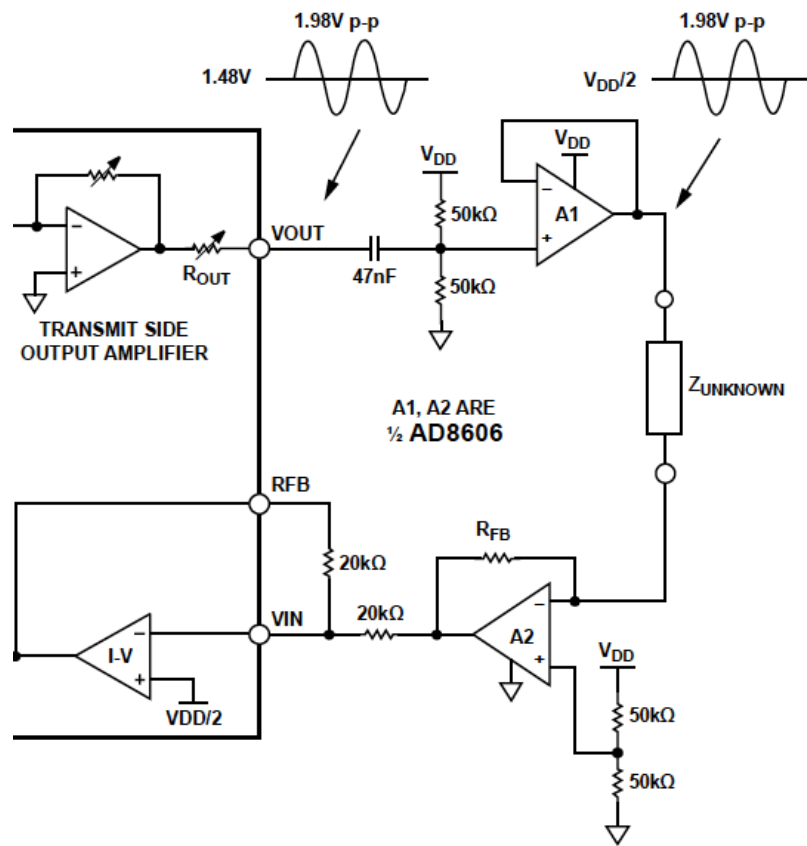 1.98V p-p
1.98V p-p
1.48V
VDD/2
VDD
VDD
50kΩ
−
A1
+
−
+
ROUT
VOUT
47nF
50kΩ
TRANSMIT SIDE
OUTPUT AMPLIFIER
ZUNKNOWN
A1, A2 ARE
½ AD8606
RFB
20kΩ
RFB
VIN
20kΩ
−
A2
+
−
I-V
+
VDD/2
VDD
50kΩ
50kΩ